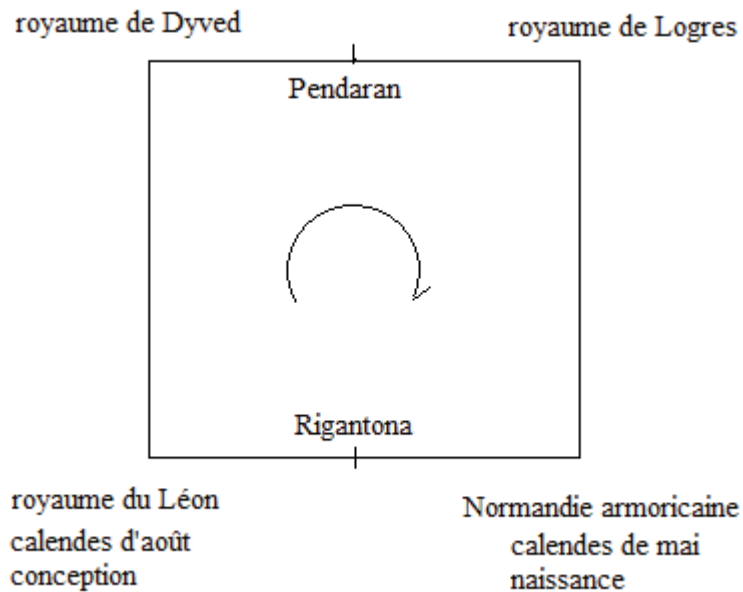 royaume de Dyved
royaume de Logres
Pendaran
Rigantona
royaume du Léon
calendes d'août
conception
Normandie armoricaine
calendes de mai
naissance